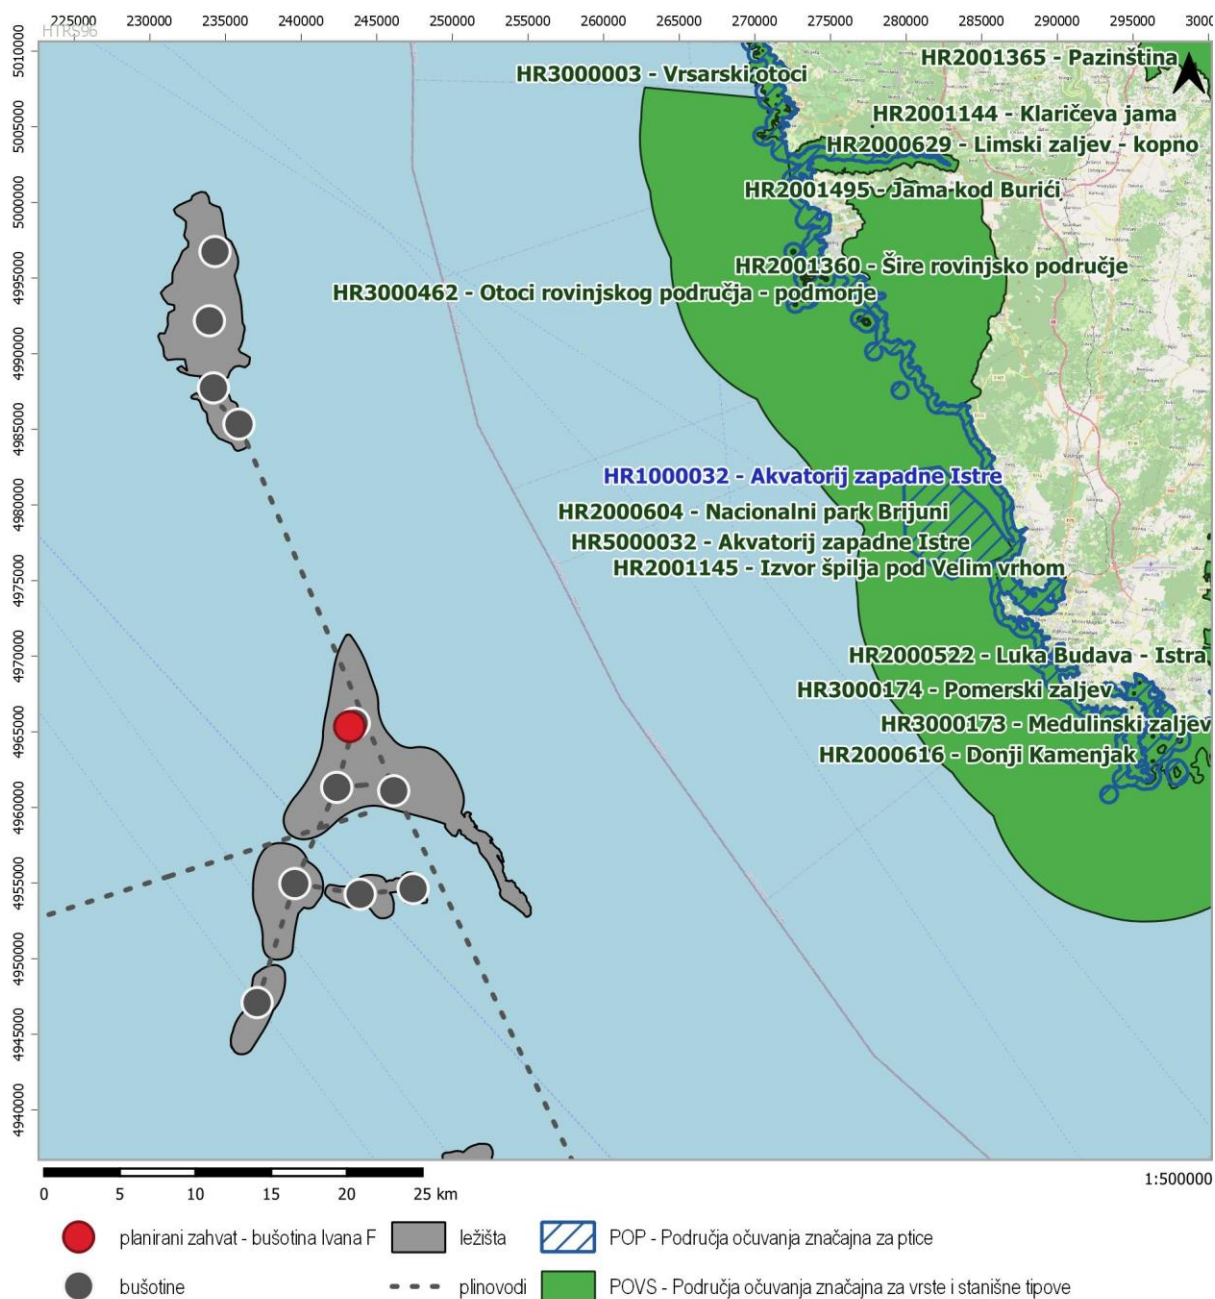 225000 230000 235000 240000 245000 250000 255000 260000 265000 270000 275000 280000 285000 290000 295000 30000
HTRS96
5010000
5005000
5000000
4995000
4990000
4985000
4980000
4975000
4970000
4965000
4960000
4955000
4950000
4945000
4940000
HR2001365 - Pazinština
HR3000003 - Vrsarski otoci
HR2001144 - Klaričeva jama
HR2000629 - Limski zaljev - kopno
HR2001495 - Jama kod Burići
HR2001360 - Šire rovinjsko područje
HR3000462 - Otoci rovinjskog područja - podmorje
HR1000032 - Akvatorij zapadne Istre
HR2000604 - Nacionalni park Brijuni
HR5000032 - Akvatorij zapadne Istre
HR2001145 - Izvor špilja pod Velim vrhom
HR2000522 - Luka Budava - Istra
HR3000174 - Pomerski zaljev
HR3000173 - Medulinski zaljev
HR2000616 - Donji Kamenjak
0 5 10 15 20 25 km
1:500000
planirani zahvat - bušotina Ivana F
ležišta
POP - Područja očuvanja značajna za ptice
bušotine
plinovodi
POVS - Područja očuvanja značajna za vrste i stanišne tipove